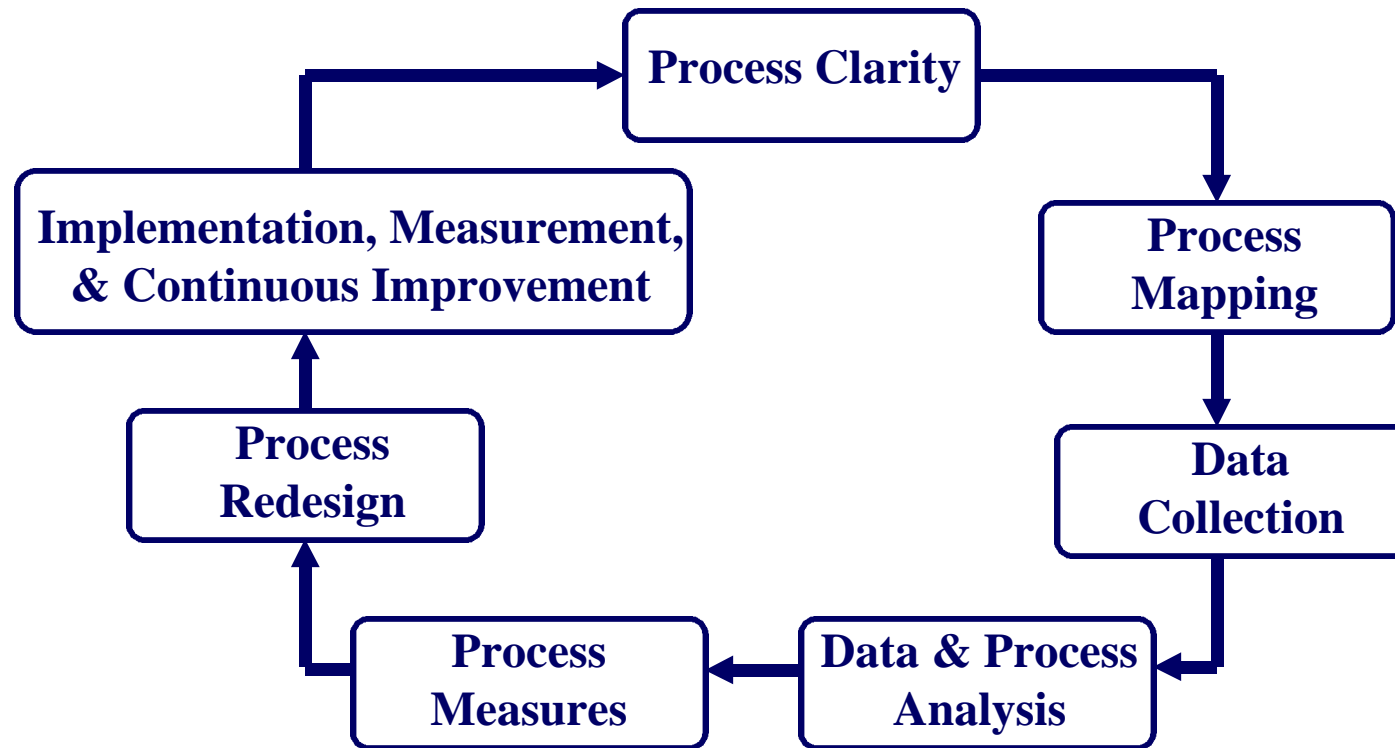 Process Clarity
Implementation, Measurement,
& Continuous Improvement
Process
Mapping
Process
Redesign
Data
Collection
Process
Measures
Data & Process
Analysis